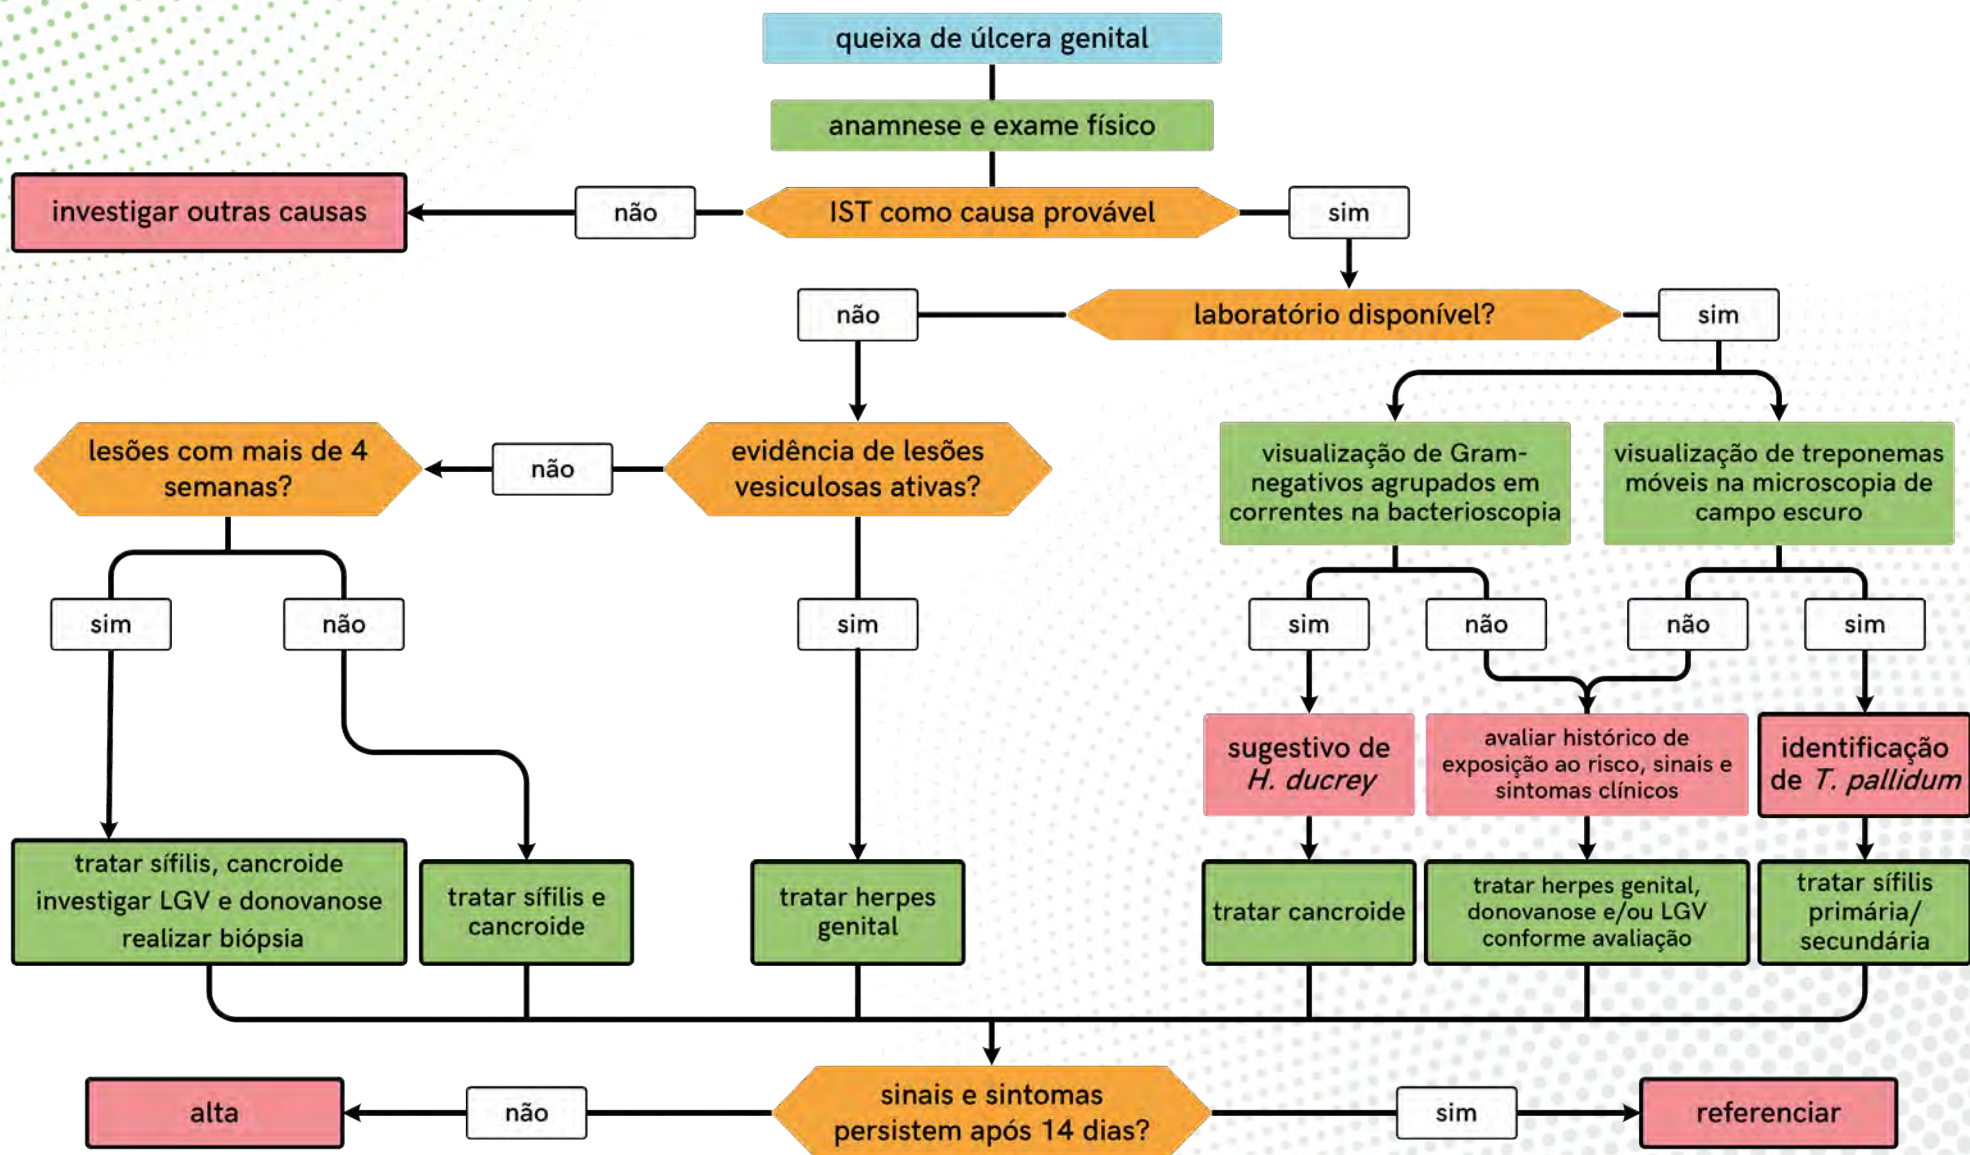 queixa de úlcera genital
anamnese e exame físico
investigar outras causas
não
IST como causa provável
sim
não
laboratório disponível?
sim
lesões com mais de 4
semanas?
não
evidência de lesões
vesiculosas ativas?
visualização de Gram-
negativos agrupados em
correntes na bacterioscopia
visualização de treponemas
móveis na microscopia de
campo escuro
sim
não
sim
sim
não
não
sim
sugestivo de
H. ducrey
avaliar histórico de
exposição ao risco, sinais e
sintomas clínicos
identificação
de T. pallidum
tratar sífilis, cancroide
investigar LGV e donovanose
realizar biópsia
tratar sífilis e
cancroide
tratar herpes
genital
tratar cancroide
tratar herpes genital,
donovanose e/ou LGV
conforme avaliação
tratar sífilis
primária/
secundária
alta
não
sinais e sintomas
persistem após 14 dias?
sim
referenciar